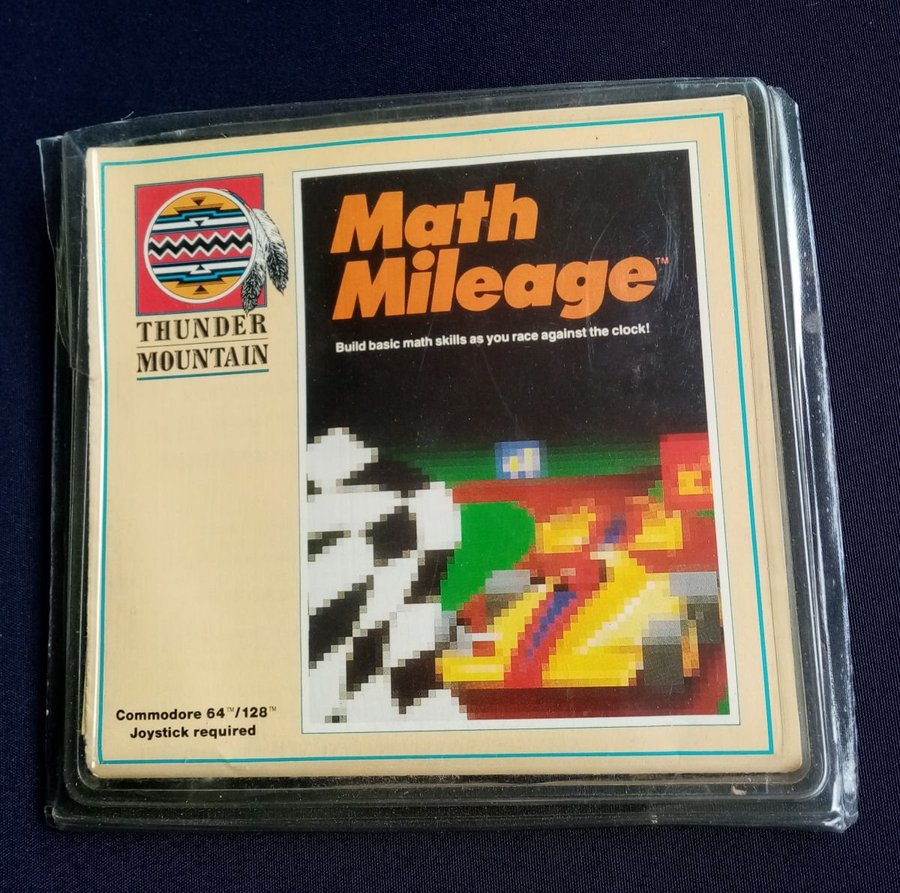 Math
Mileage™
Build basic math skills as you race against the clock!
THUNDER
MOUNTAIN
Commodore 64™/128™
Joystick required